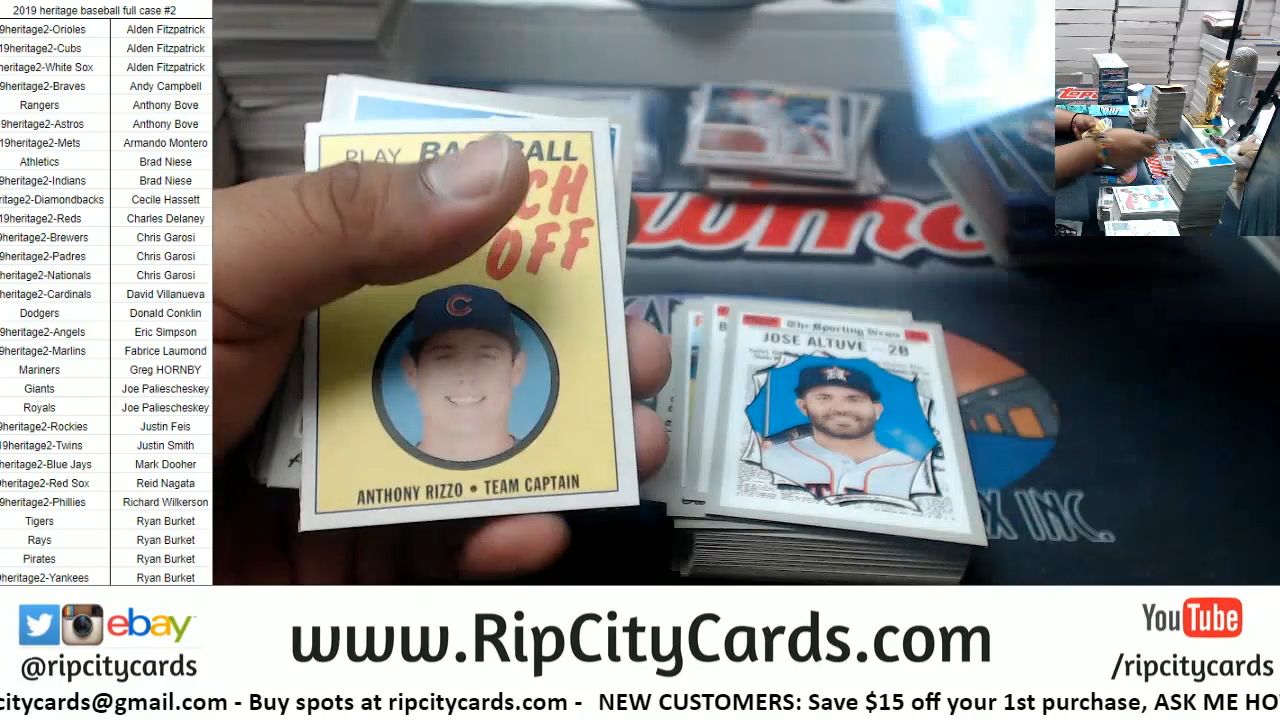 2019 heritage baseball full case #2
9heritage2-Orioles Alden Fitzpatrick
19heritage2-Cubs Alden Fitzpatrick
heritage2-White Sox Alden Fitzpatrick
9heritage2-Braves Andy Campbell
Rangers Anthony Bove
9heritage2-Astros Anthony Bove
19heritage2-Mets Armando Montero
Athletics Brad Niese
9heritage2-Indians Brad Niese
eritage2-Diamondbacks Cecile Hassett
19heritage2-Reds Charles Delaney
9heritage2-Brewers Chris Garosi
9heritage2-Padres Chris Garosi
heritage2-Nationals Chris Garosi
heritage2-Cardinals David Villanueva
Dodgers Donald Conklin
9heritage2-Angels Eric Simpson
9heritage2-Marlins Fabrice Laumond
Mariners Greg HORNBY
Giants Joe Paliescheskey
Royals Joe Paliescheskey
9heritage2-Rockies Justin Feis
19heritage2-Twins Justin Smith
heritage2-Blue Jays Mark Dooher
heritage2-Red Sox Reid Nagata
9heritage2-Phillies Richard Wilkerson
Tigers Ryan Burket
Rays Ryan Burket
Pirates Ryan Burket
9heritage2-Yankees Ryan Burket
PLAY BASEBALL
CH
OFF
C
ANTHONY RIZZO • TEAM CAPTAIN
The Sporting News
JOSE ALTUVE - 2B
X INC.
topps
ebay
@ripcitycards
www.RipCityCards.com
YouTube
/ripcitycards
citycards@gmail.com - Buy spots at ripcitycards.com - NEW CUSTOMERS: Save $15 off your 1st purchase, ASK ME HO